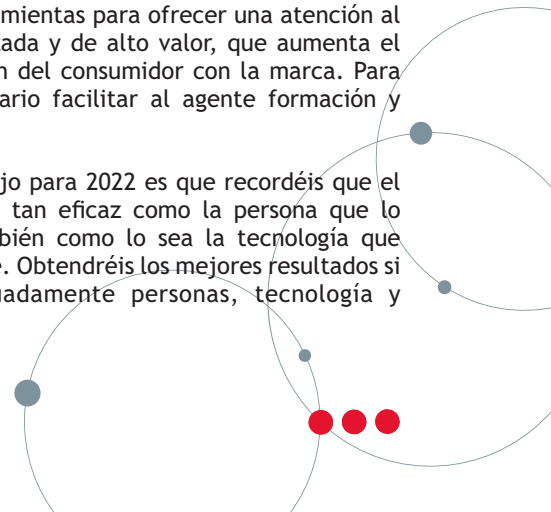 mientas para ofrecer una atención al
zada y de alto valor, que aumenta el
n del consumidor con la marca. Para
ario facilitar al agente formación y
jo para 2022 es que recordéis que el
tan eficaz como la persona que lo
bién como lo sea la tecnología que
e. Obtendréis los mejores resultados si
uadamente personas, tecnología y